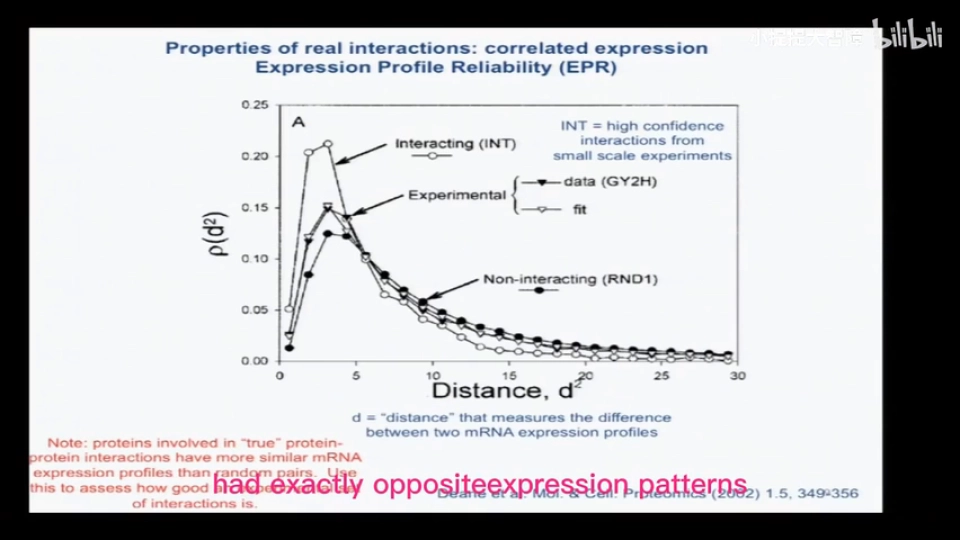 bilibili
Properties of real interactions: correlated expression
Expression Profile Reliability (EPR)
0.25
0.20
0.15
0.10
0.05
0.00
ρ(d²)
A
Interacting (INT)
INT = high confidence
interactions from
small scale experiments
Experimental
data (GY2H)
fit
Non-interacting (RND1)
0 5 10 15 20 25 30
Distance, d²
d = “distance” that measures the difference
between two mRNA expression profiles
Note: proteins involved in “true” protein-
protein interactions have more similar mRNA
expression profiles than random pairs. Use
this to assess how good an experimental set
of interactions is.
had exactly oppositeexpression patterns
Deane et al. Mol. & Cell. Proteomics (2002) 1.5, 349-356